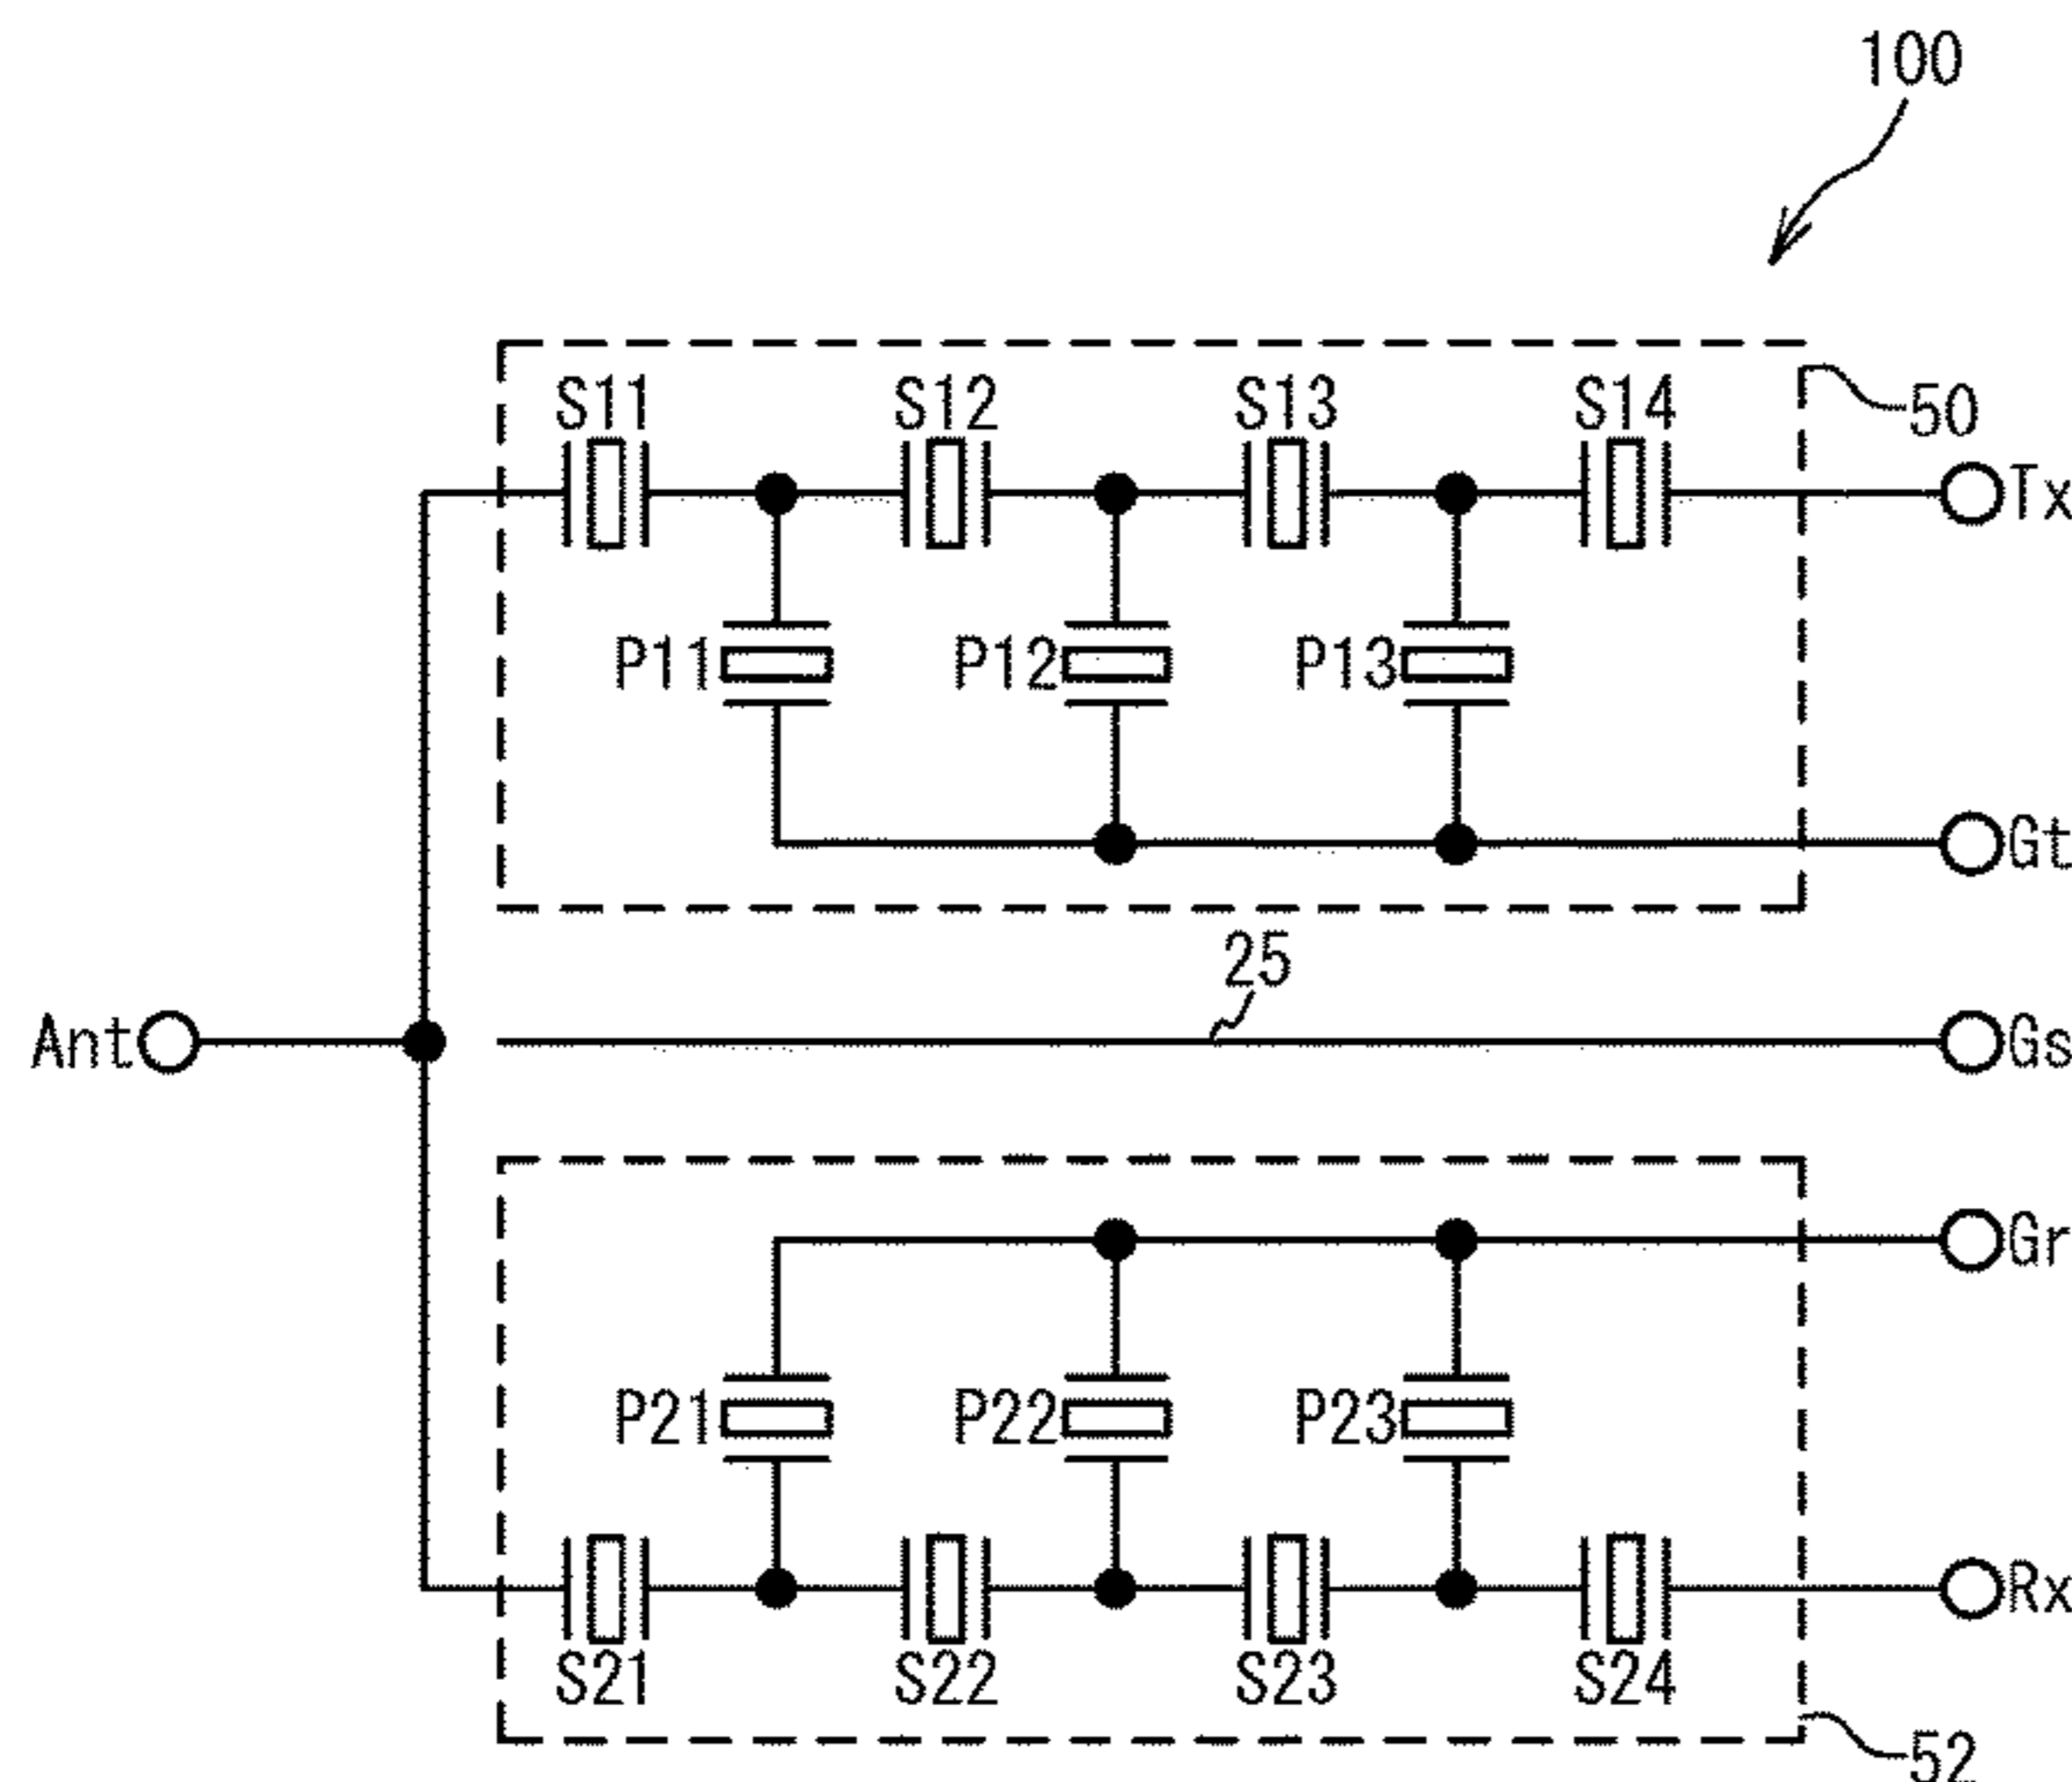 100
S11 S12 S13 S14
50
Tx
P11 P12 P13
Gt
25
Ant
Gs
Gr
P21 P22 P23
Rx
S21 S22 S23 S24
52